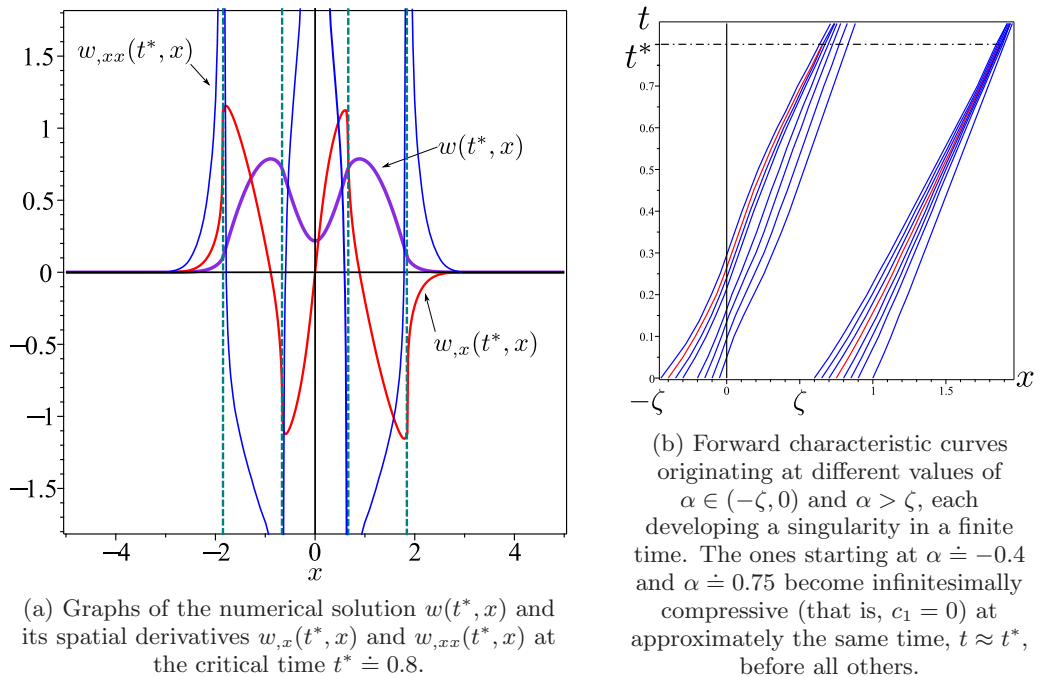 1.5
1
0.5
0
−0.5
−1
−1.5
−4
−2
0
2
4
x
w,xx(t*, x)
w(t*, x)
w,x(t*, x)
(a) Graphs of the numerical solution w(t*, x) and
its spatial derivatives w,x(t*, x) and w,xx(t*, x) at
the critical time t* ≐ 0.8.
t
t*
0.7
0.6
0.5
0.4
0.3
0.2
0.1
0
0
1
1.5
x
−ζ
ζ
(b) Forward characteristic curves
originating at different values of
α ∈ (−ζ, 0) and α > ζ, each
developing a singularity in a finite
time. The ones starting at α ≐ −0.4
and α ≐ 0.75 become infinitesimally
compressive (that is, c₁ = 0) at
approximately the same time, t ≈ t*,
before all others.